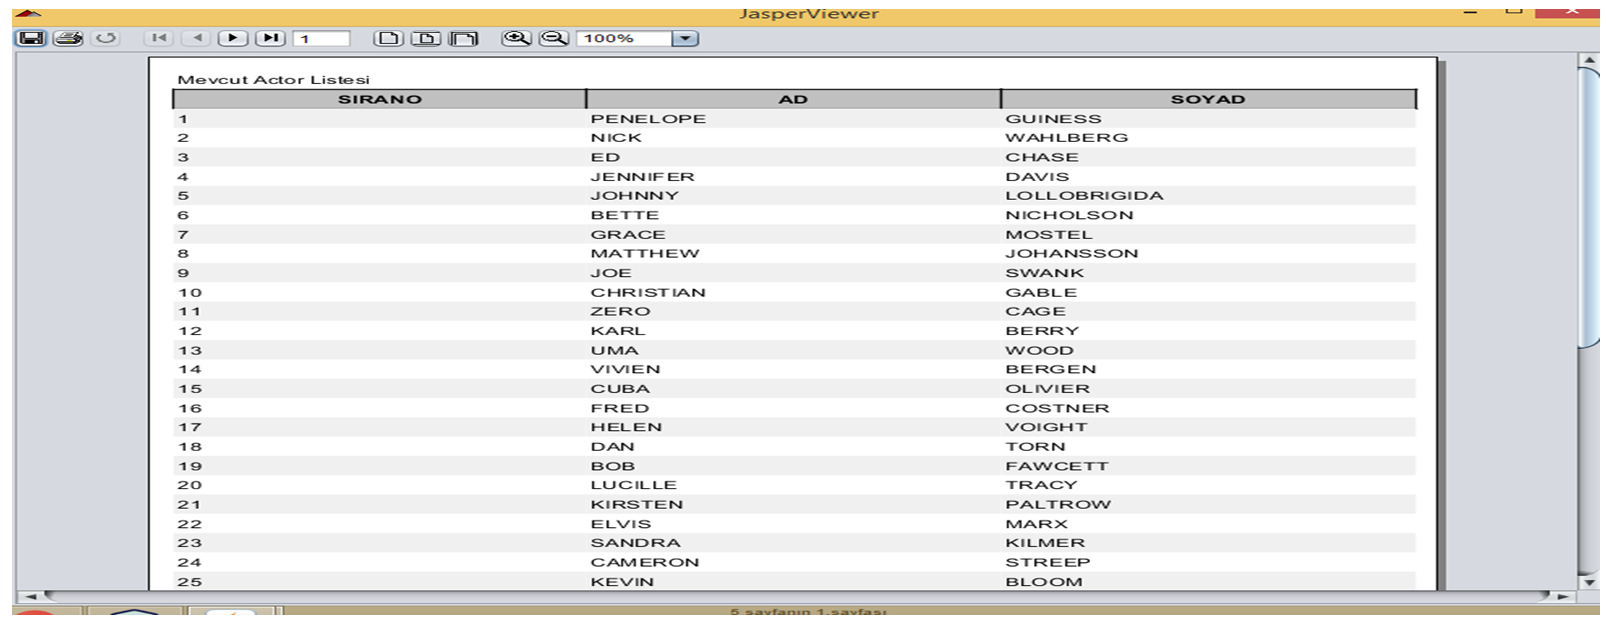 JasperViewer
1
100%
Mevcut Actor Listesi
SIRANO AD SOYAD
1 PENELOPE GUINESS
2 NICK WAHLBERG
3 ED CHASE
4 JENNIFER DAVIS
5 JOHNNY LOLLOBRIGIDA
6 BETTE NICHOLSON
7 GRACE MOSTEL
8 MATTHEW JOHANSSON
9 JOE SWANK
10 CHRISTIAN GABLE
11 ZERO CAGE
12 KARL BERRY
13 UMA WOOD
14 VIVIEN BERGEN
15 CUBA OLIVIER
16 FRED COSTNER
17 HELEN VOIGHT
18 DAN TORN
19 BOB FAWCETT
20 LUCILLE TRACY
21 KIRSTEN PALTROW
22 ELVIS MARX
23 SANDRA KILMER
24 CAMERON STREEP
25 KEVIN BLOOM
5 sayfanın 1.sayfası